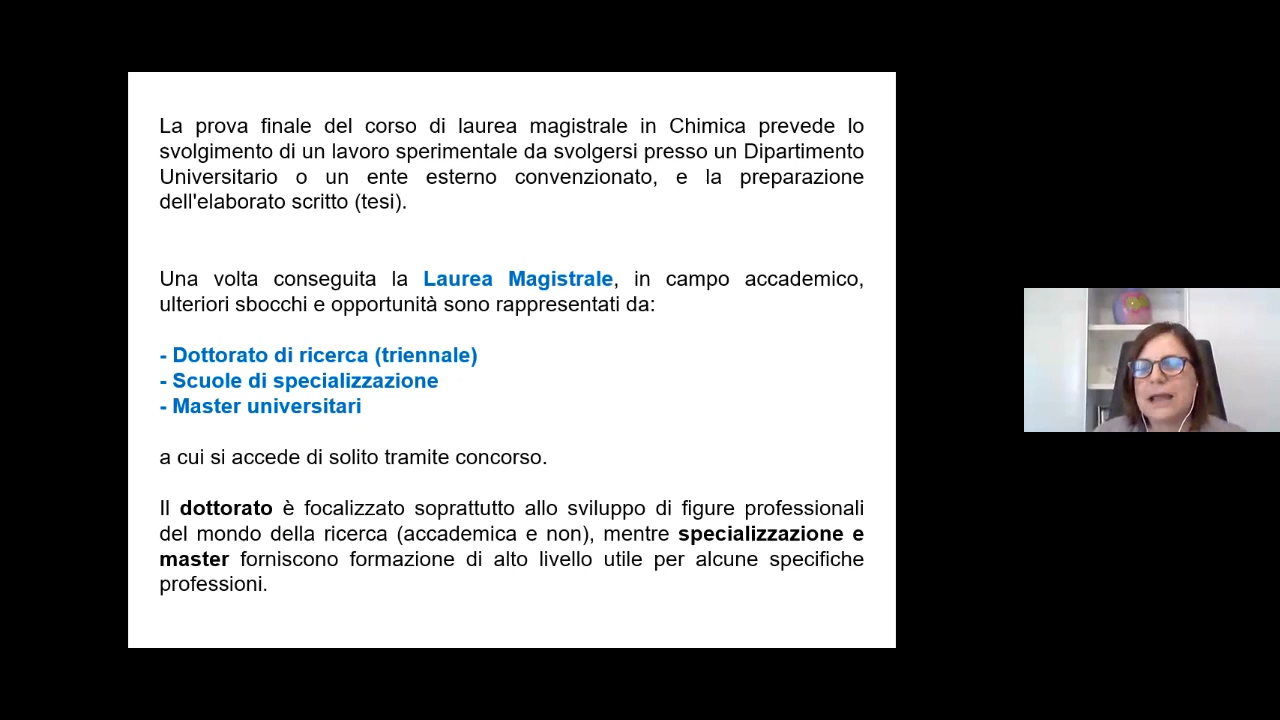 La prova finale del corso di laurea magistrale in Chimica prevede lo
svolgimento di un lavoro sperimentale da svolgersi presso un Dipartimento
Universitario o un ente esterno convenzionato, e la preparazione
dell'elaborato scritto (tesi).
Una volta conseguita la Laurea Magistrale, in campo accademico,
ulteriori sbocchi e opportunità sono rappresentati da:
- Dottorato di ricerca (triennale)
- Scuole di specializzazione
- Master universitari
a cui si accede di solito tramite concorso.
Il dottorato è focalizzato soprattutto allo sviluppo di figure professionali
del mondo della ricerca (accademica e non), mentre specializzazione e
master forniscono formazione di alto livello utile per alcune specifiche
professioni.